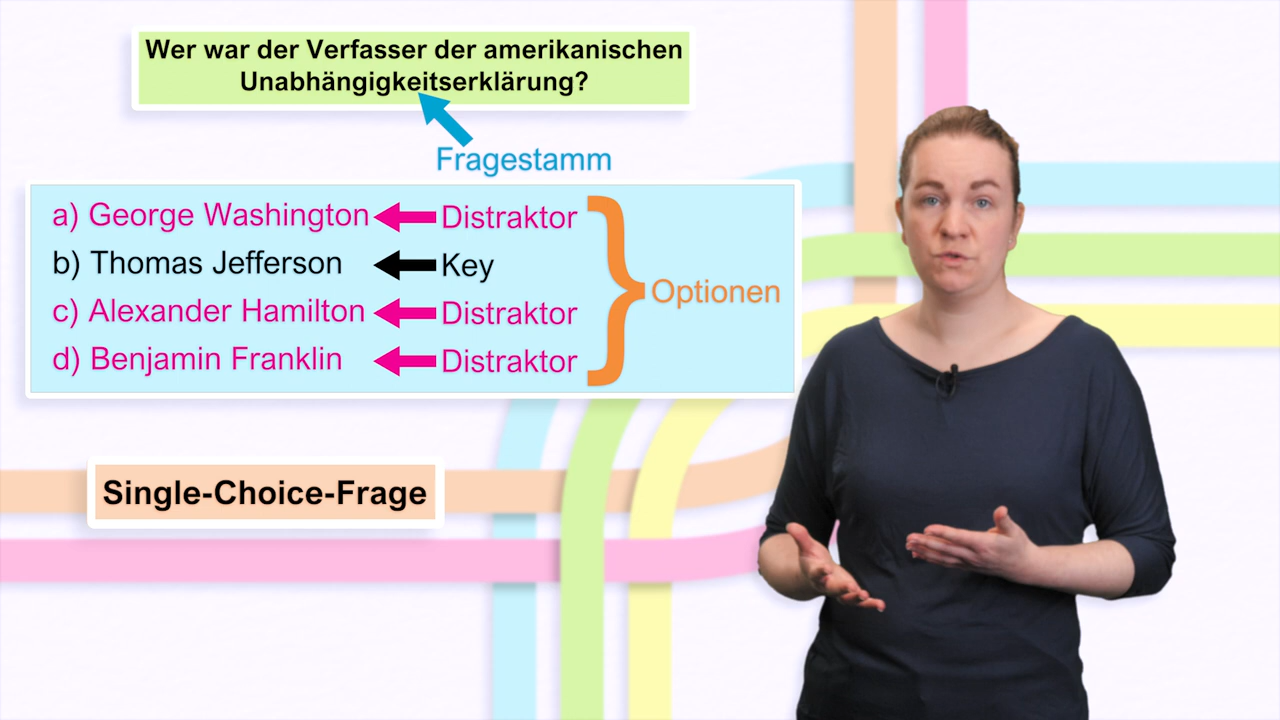 Wer war der Verfasser der amerikanischen
Unabhängigkeitserklärung?
Fragestamm
a) George Washington Distraktor
b) Thomas Jefferson Key
c) Alexander Hamilton Distraktor
d) Benjamin Franklin Distraktor
Optionen
Single-Choice-Frage